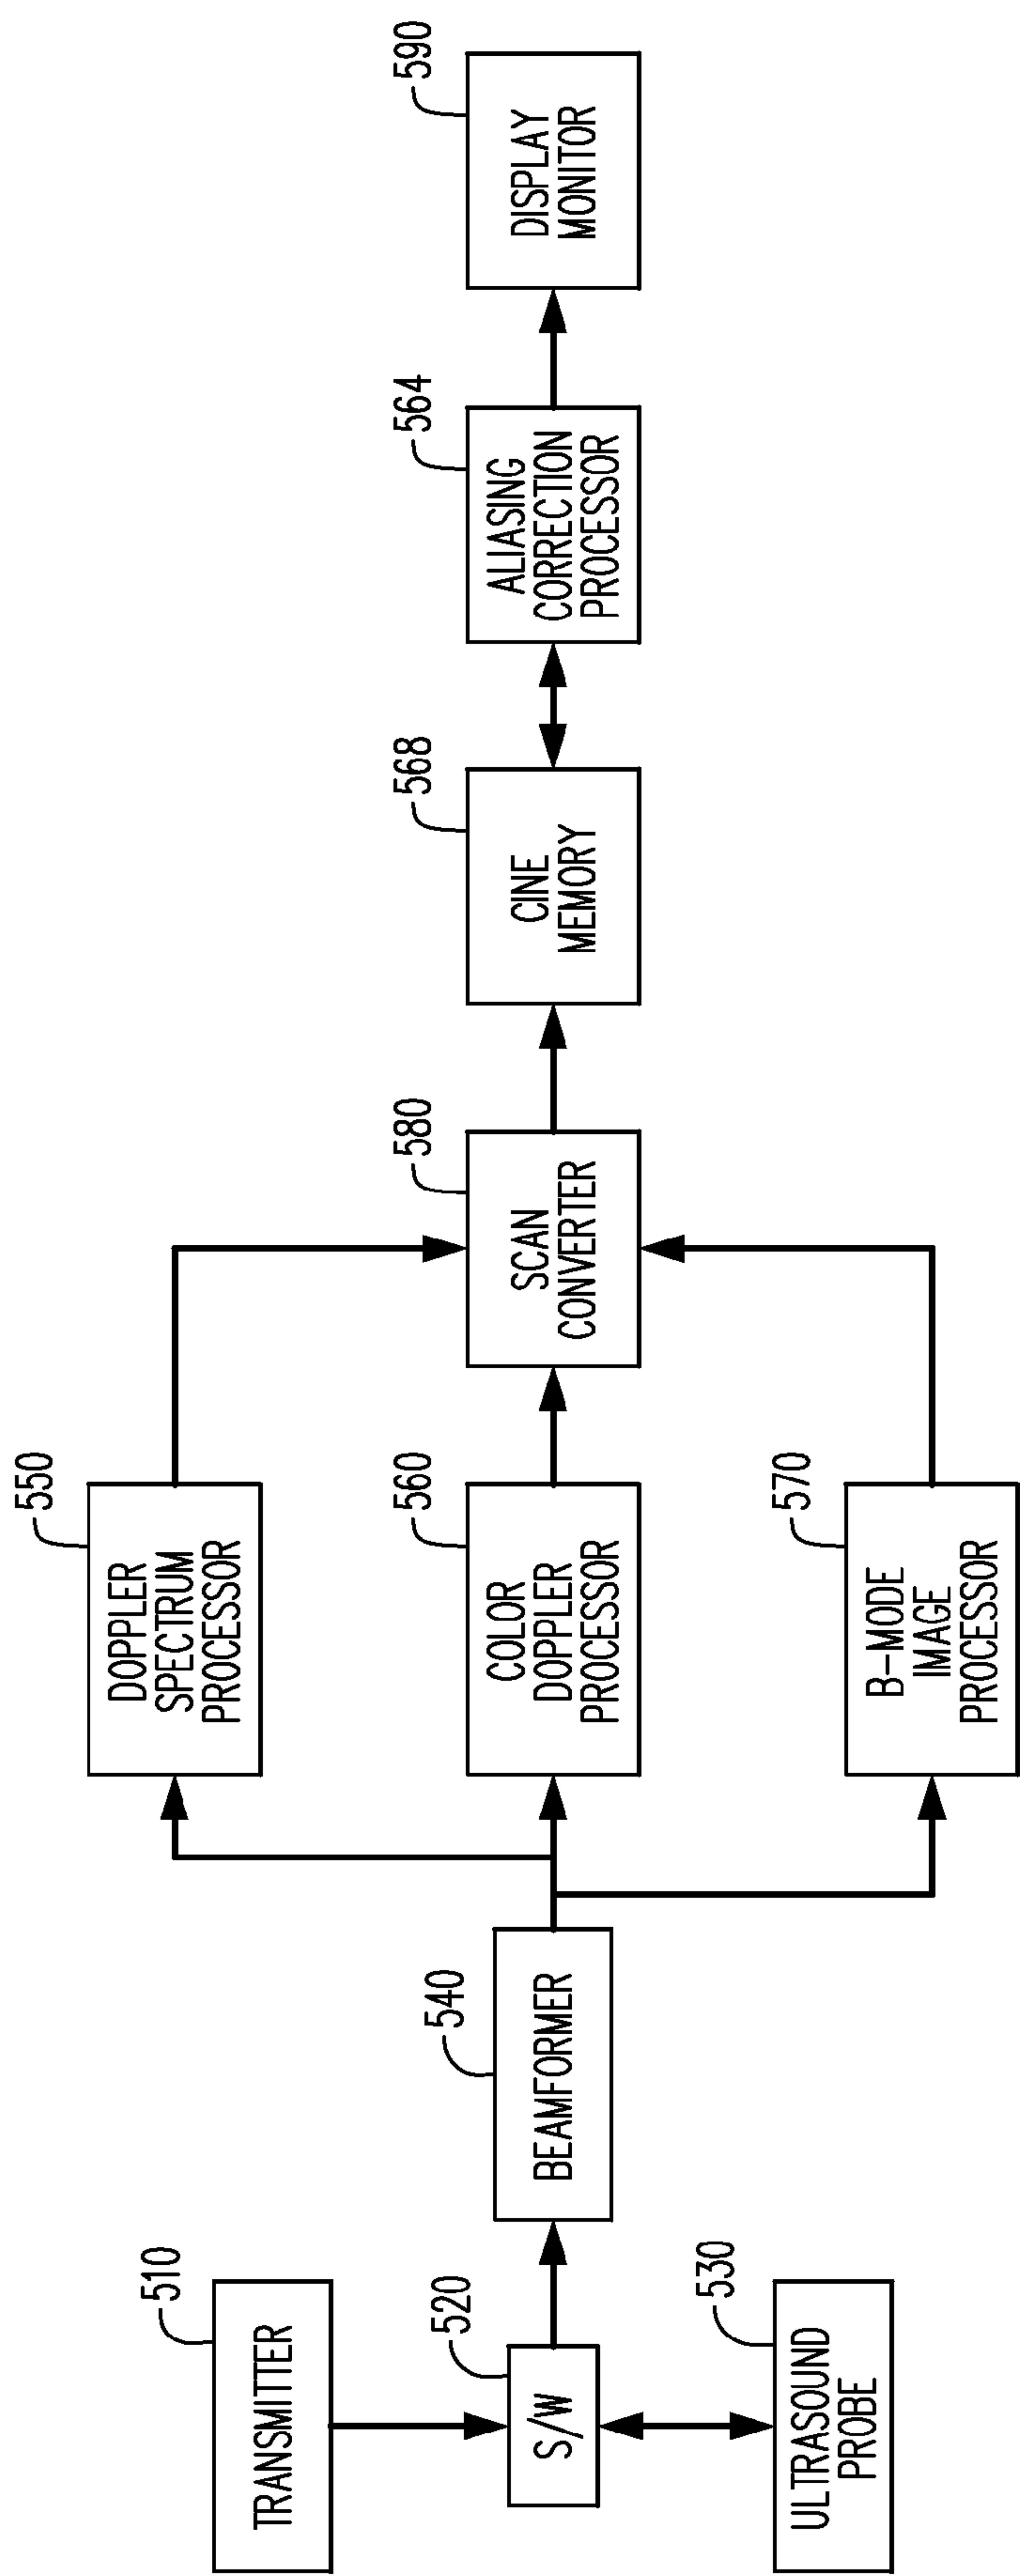 510
TRANSMITTER
520
S/W
530
ULTRASOUND
PROBE
540
BEAMFORMER
550
DOPPLER
SPECTRUM
PROCESSOR
560
COLOR
DOPPLER
PROCESSOR
570
B-MODE
IMAGE
PROCESSOR
580
SCAN
CONVERTER
568
CINE
MEMORY
564
ALIASING
CORRECTION
PROCESSOR
590
DISPLAY
MONITOR